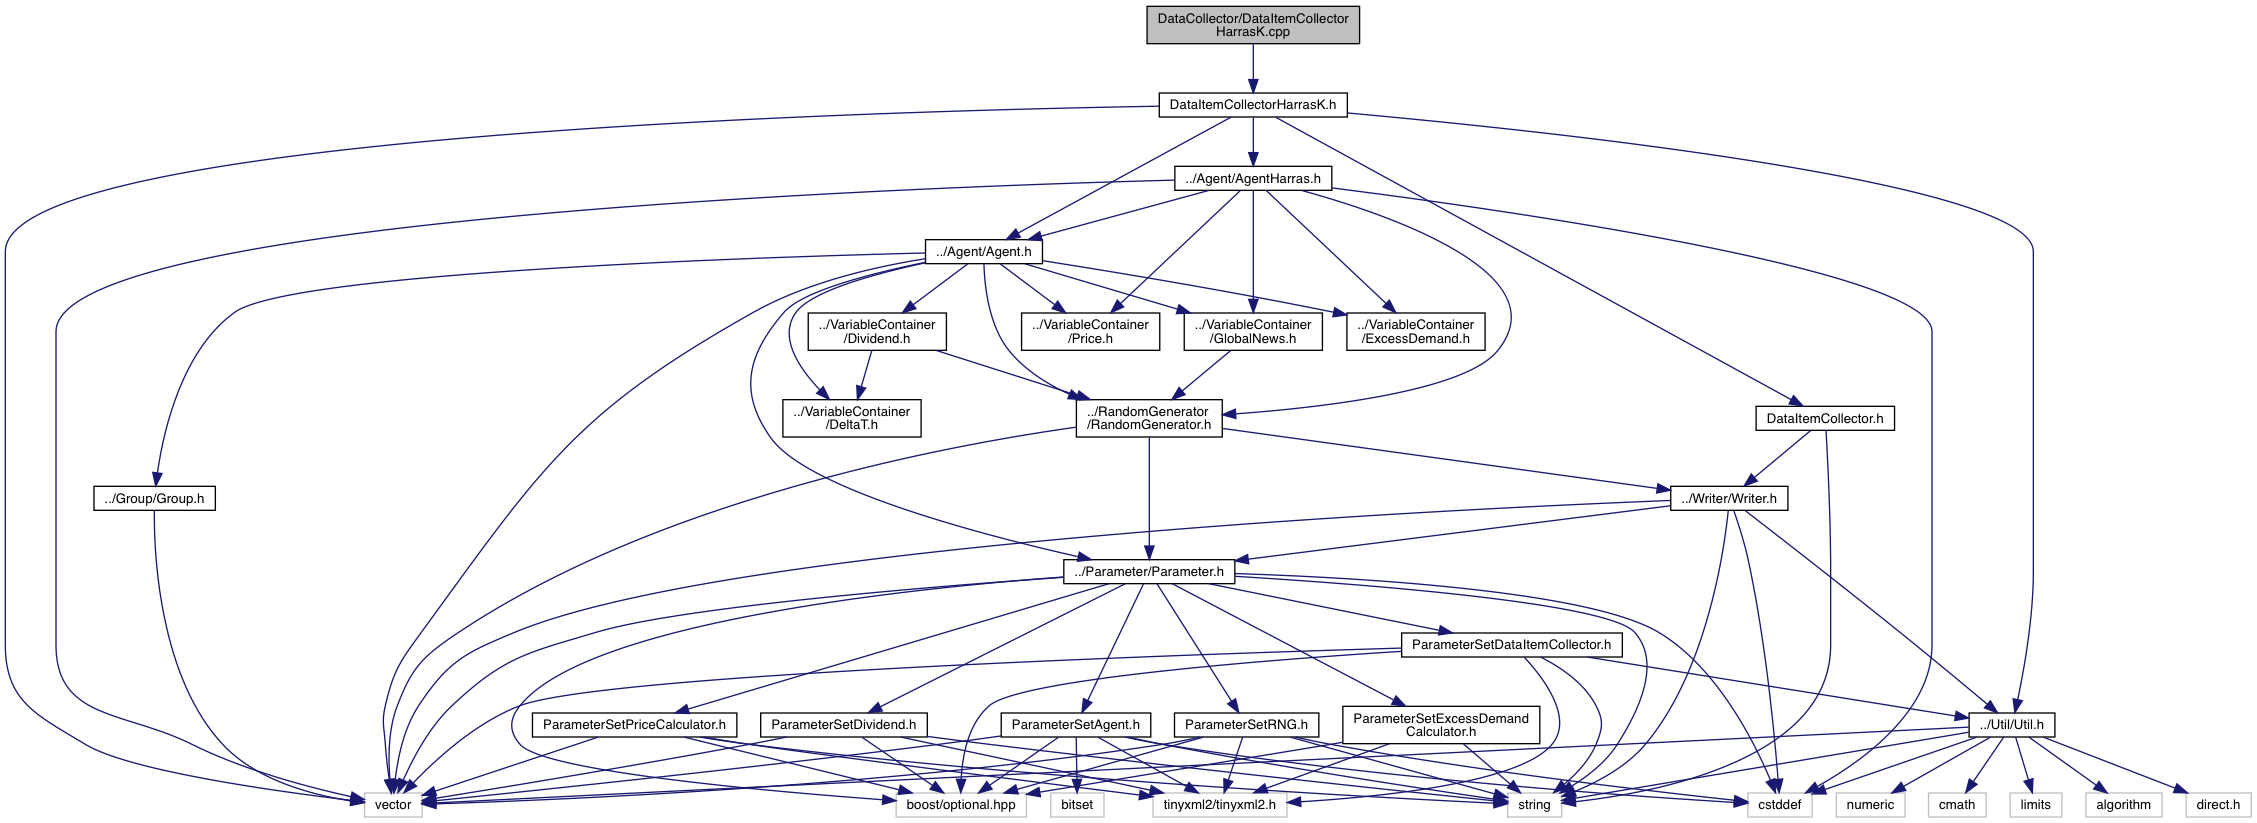 DataCollector/DataItemCollector
HarrasK.cpp
DataItemCollectorHarrasK.h
../Agent/AgentHarras.h
../Agent/Agent.h
../VariableContainer
/Dividend.h
../VariableContainer
/Price.h
../VariableContainer
/GlobalNews.h
../VariableContainer
/ExcessDemand.h
../VariableContainer
/DeltaT.h
../RandomGenerator
/RandomGenerator.h
DataItemCollector.h
../Group/Group.h
../Writer/Writer.h
../Parameter/Parameter.h
ParameterSetDataItemCollector.h
ParameterSetPriceCalculator.h
ParameterSetDividend.h
ParameterSetAgent.h
ParameterSetRNG.h
ParameterSetExcessDemand
Calculator.h
../Util/Util.h
vector
boost/optional.hpp
bitset
tinyxml2/tinyxml2.h
string
cstddef
numeric
cmath
limits
algorithm
direct.h